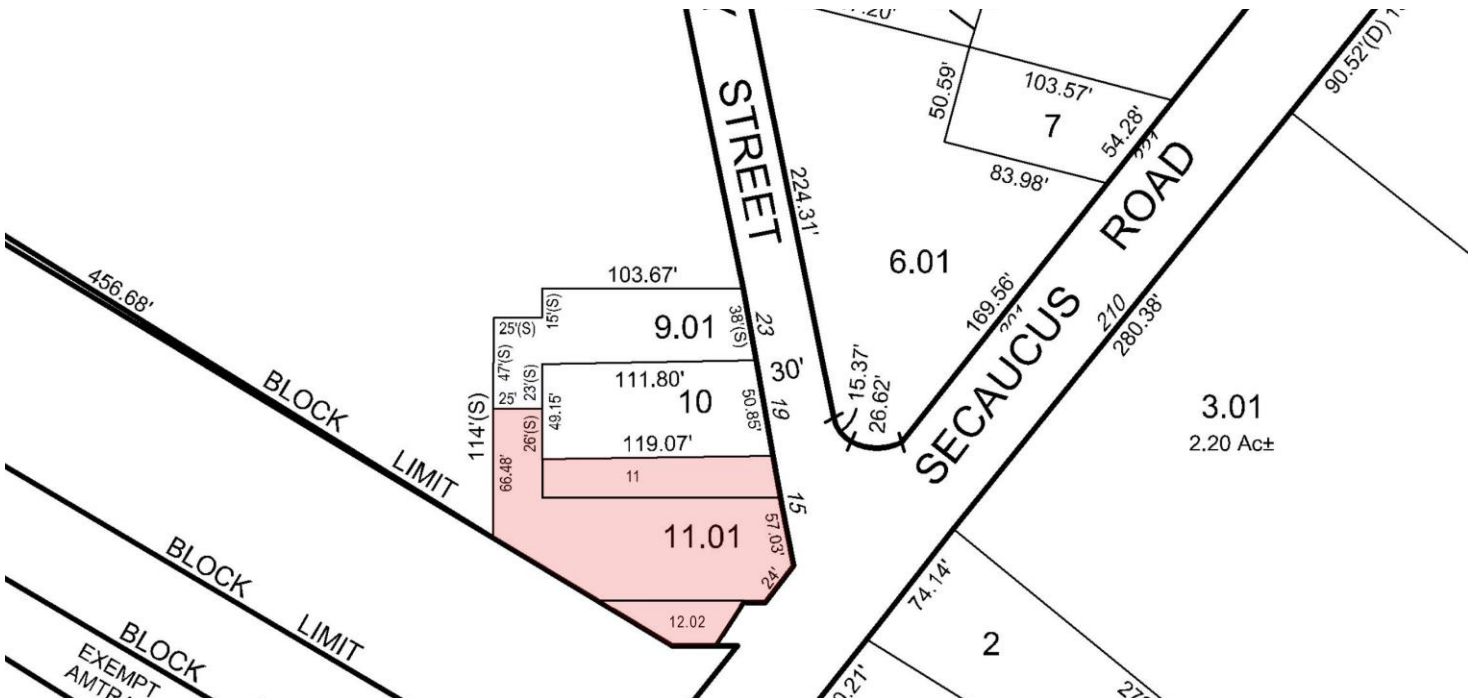 STREET
224.31'
50.59'
103.57'
7
54.28'
83.98'
90.52'(D)
6.01
SECAUCUS ROAD
169.56'
210
280.38'
3.01
2.20 Ac±
456.68'
103.67'
15'(S)
25'(S)
9.01
38'(S)
23
47'(S)
23'(S)
30'
111.80'
10
25'
49.15'
50.85'
19
15.37'
26.62'
114'(S)
26'(S)
119.07'
66.48'
11
15
11.01
57.03'
24'
12.02
BLOCK LIMIT
BLOCK LIMIT
BLOCK
EXEMPT
74.14'
2